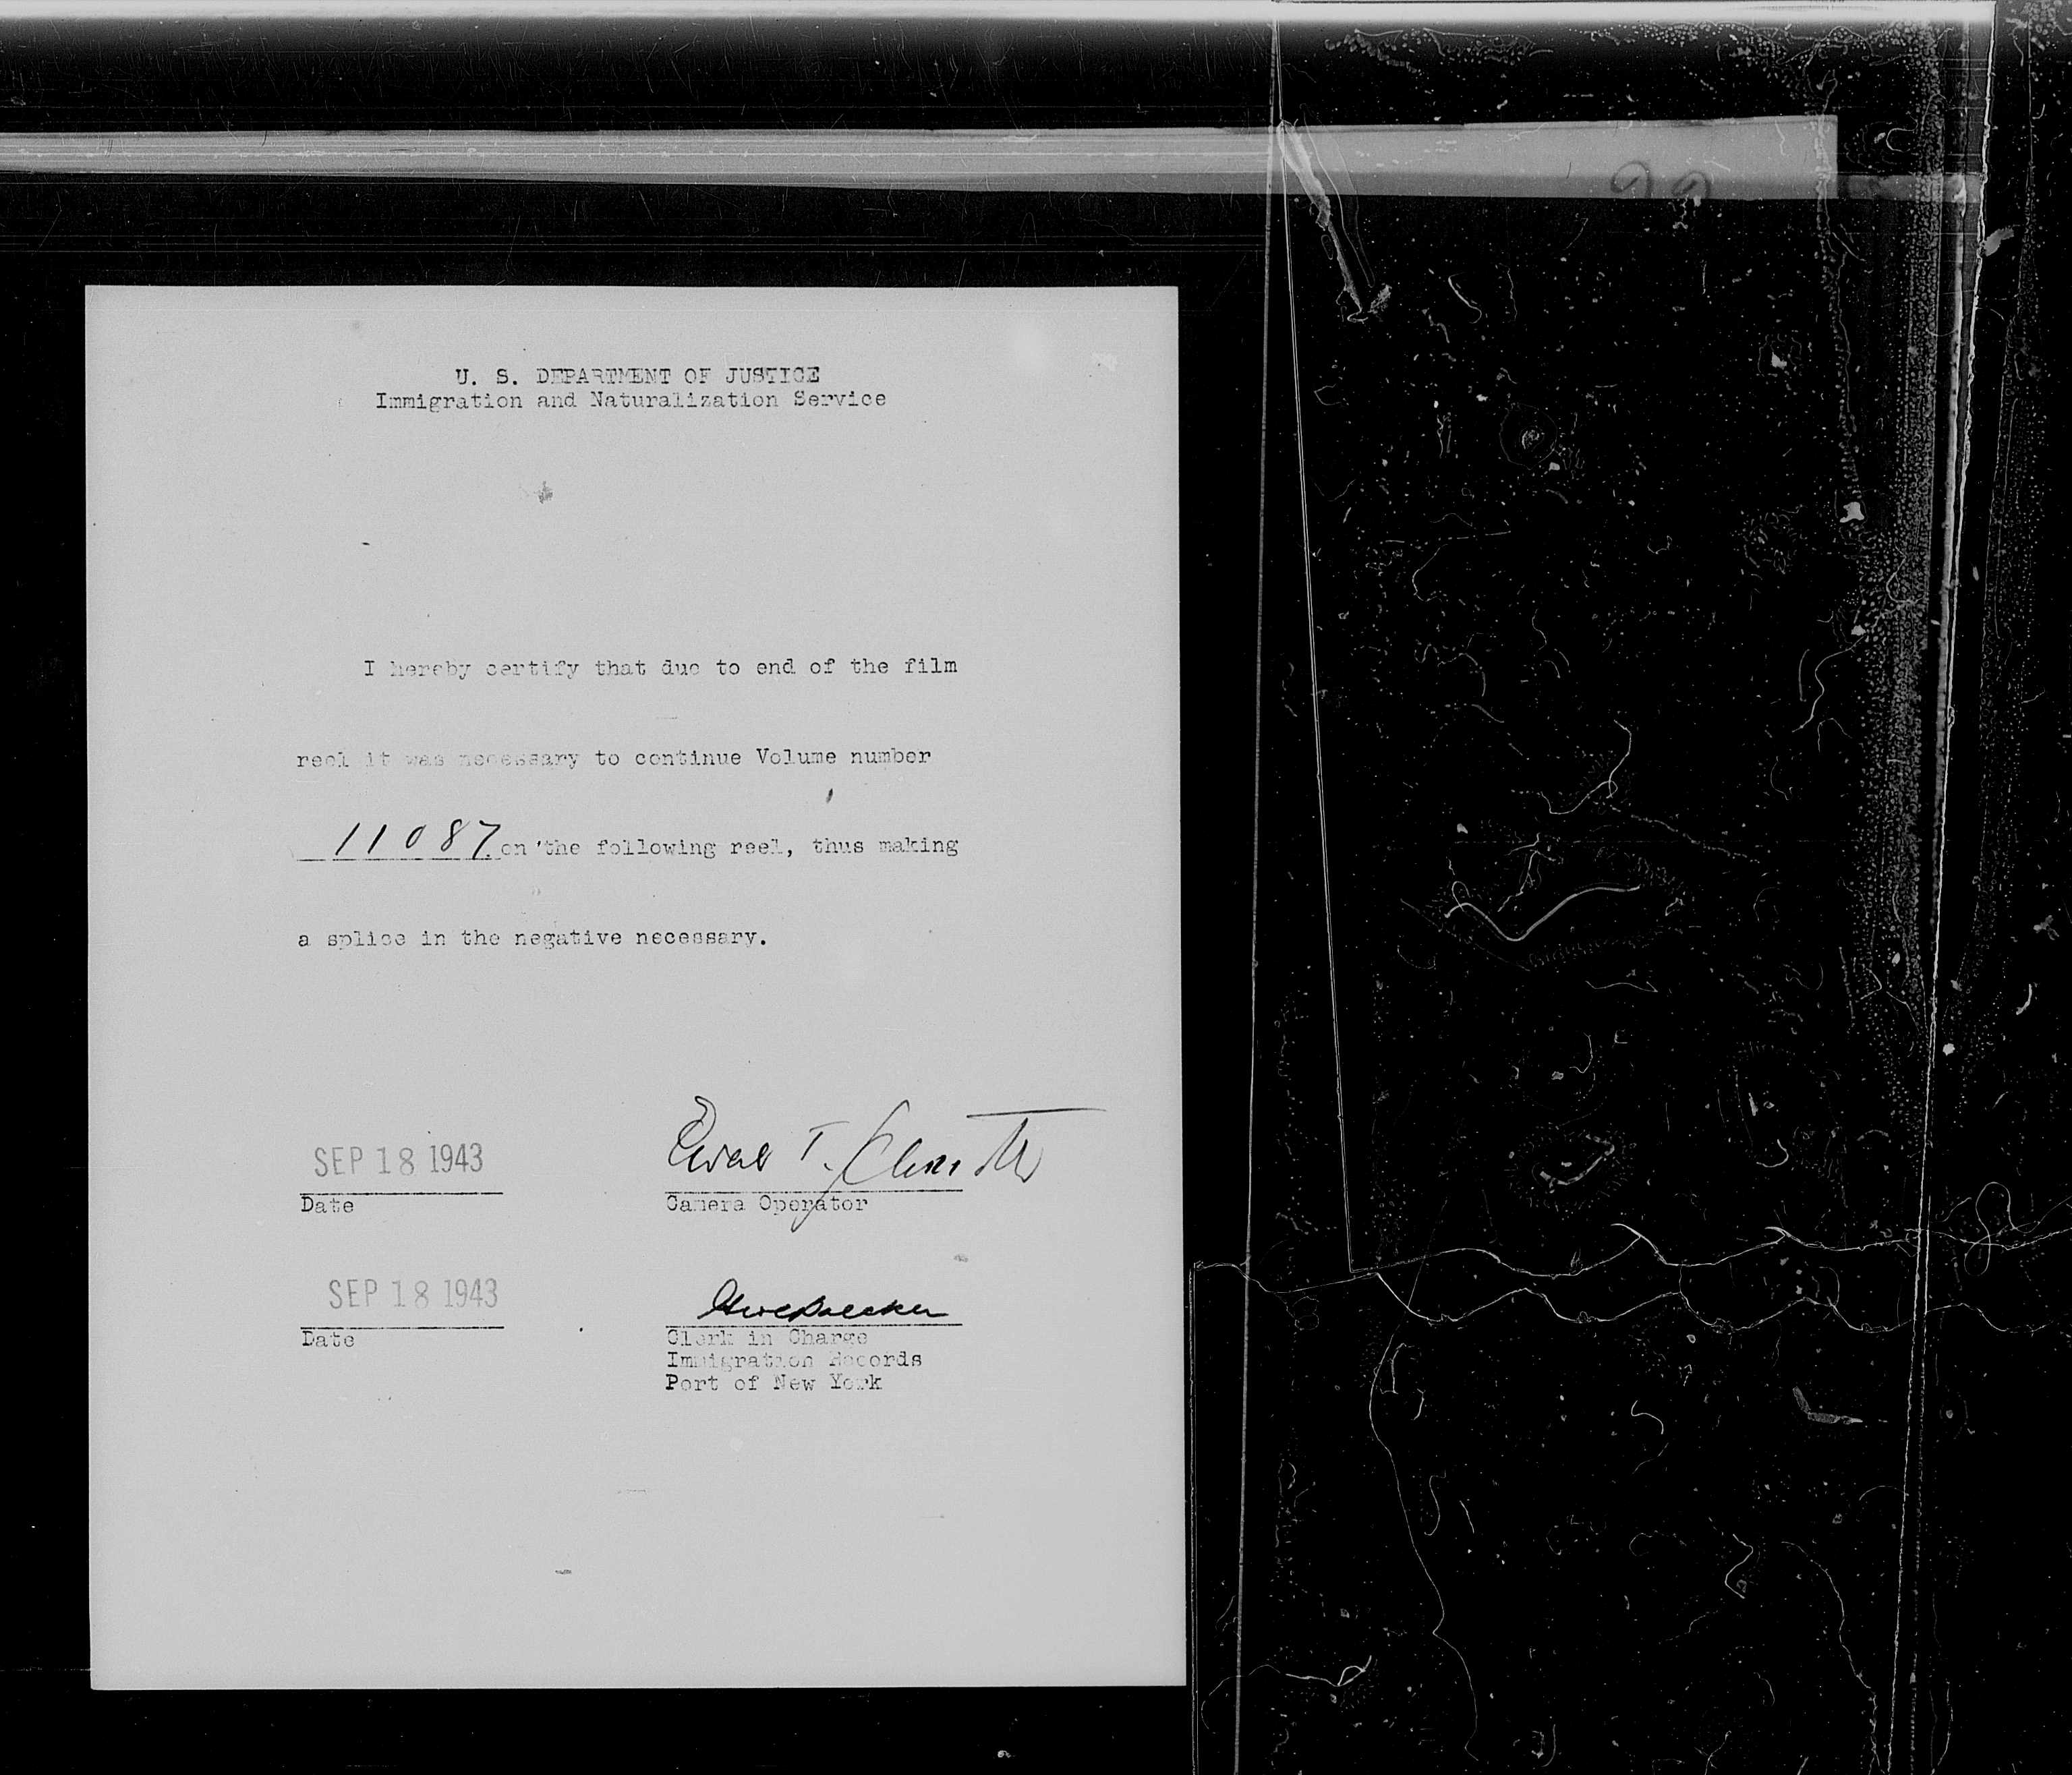 U. S. DEPARTMENT OF JUSTICE
Immigration and Naturalization Service
I hereby certify that due to end of the film
reel it was necessary to continue Volume number
11087 on the following reel, thus making
a splice in the negative necessary.
SEP 18 1943
Date
T.
Camera Operator
SEP 18 1943
Date
Clerk in Charge
Immigration Records
Port of New York